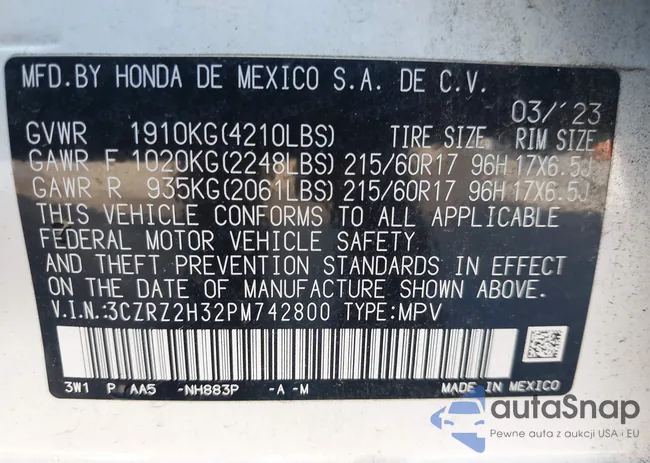 MFD.BY HONDA DE MEXICO S.A. DE C.V.
03/'23
GVWR 1910KG(4210LBS) TIRE SIZE RIM SIZE
GAWR F 1020KG(2248LBS) 215/60R17 96H 17X6.5J
GAWR R 935KG(2061LBS) 215/60R17 96H 17X6.5J
THIS VEHICLE CONFORMS TO ALL APPLICABLE
FEDERAL MOTOR VEHICLE SAFETY
AND THEFT PREVENTION STANDARDS IN EFFECT
ON THE DATE OF MANUFACTURE SHOWN ABOVE.
V.I.N.:3CZRZ2H32PM742800 TYPE:MPV
3W1 P AA5 -NH883P -A -M MADE IN MEXICO
autaSnap
Pewne auta z aukcji USA i EU